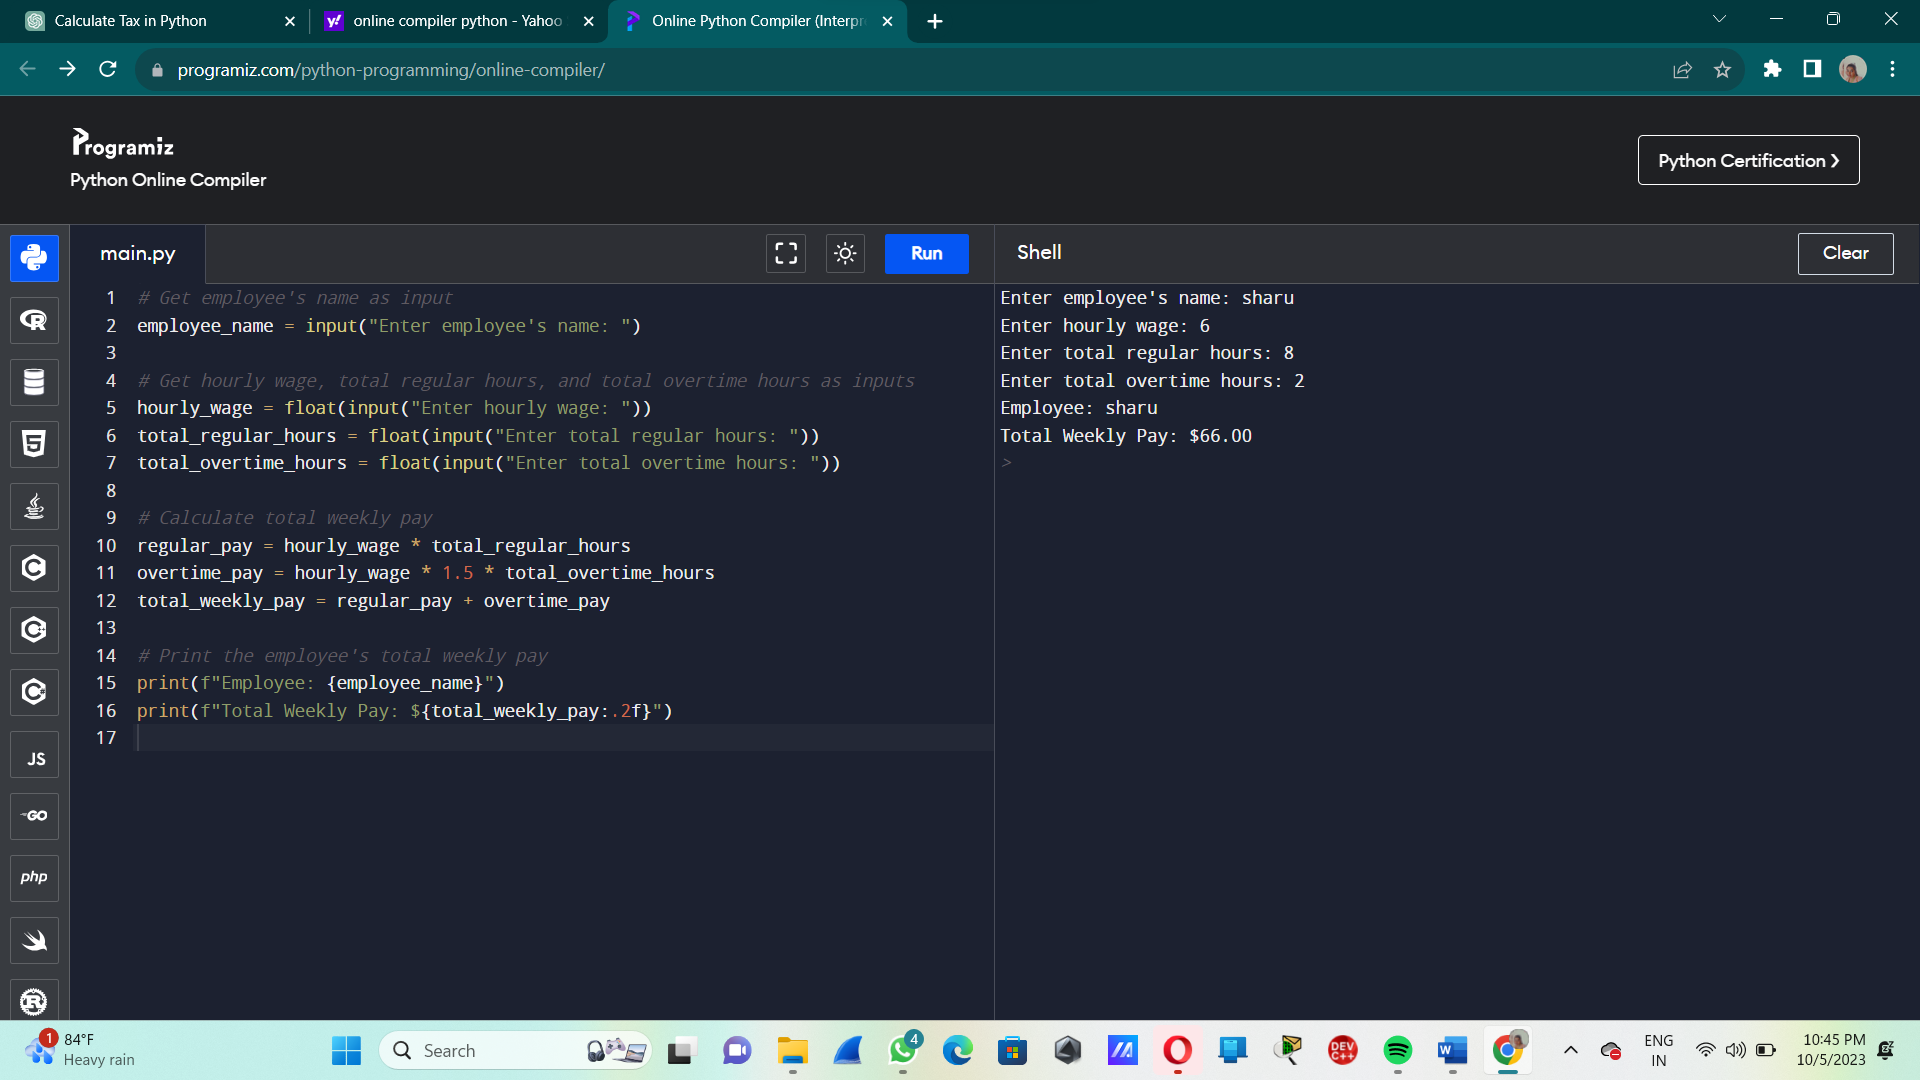 Calculate Tax in Python
online compiler python - Yahoo
Online Python Compiler (Interpr
programiz.com/python-programming/online-compiler/
Programiz
Python Online Compiler
Python Certification ❯
main.py
Run
1 # Get employee's name as input
2 employee_name = input("Enter employee's name: ")
3
4 # Get hourly wage, total regular hours, and total overtime hours as inputs
5 hourly_wage = float(input("Enter hourly wage: "))
6 total_regular_hours = float(input("Enter total regular hours: "))
7 total_overtime_hours = float(input("Enter total overtime hours: "))
8
9 # Calculate total weekly pay
10 regular_pay = hourly_wage * total_regular_hours
11 overtime_pay = hourly_wage * 1.5 * total_overtime_hours
12 total_weekly_pay = regular_pay + overtime_pay
13
14 # Print the employee's total weekly pay
15 print(f"Employee: {employee_name}")
16 print(f"Total Weekly Pay: ${total_weekly_pay:.2f}")
17
Shell
Clear
Enter employee's name: sharu
Enter hourly wage: 6
Enter total regular hours: 8
Enter total overtime hours: 2
Employee: sharu
Total Weekly Pay: $66.00
>
R
5
C
C
C
JS
GO
php
R
1
84°F
Heavy rain
Search
4
DEV
C++
W
ENG
IN
10:45 PM
10/5/2023